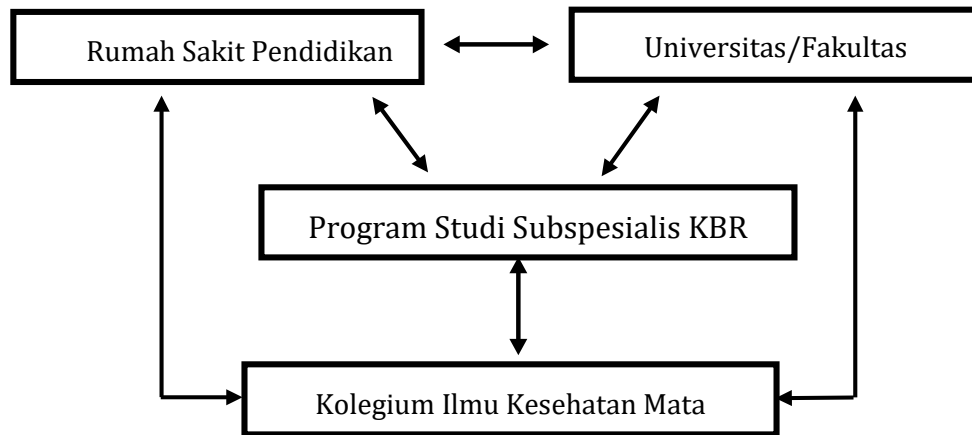 Rumah Sakit Pendidikan
Universitas/Fakultas
Program Studi Subspesialis KBR
Kolegium Ilmu Kesehatan Mata